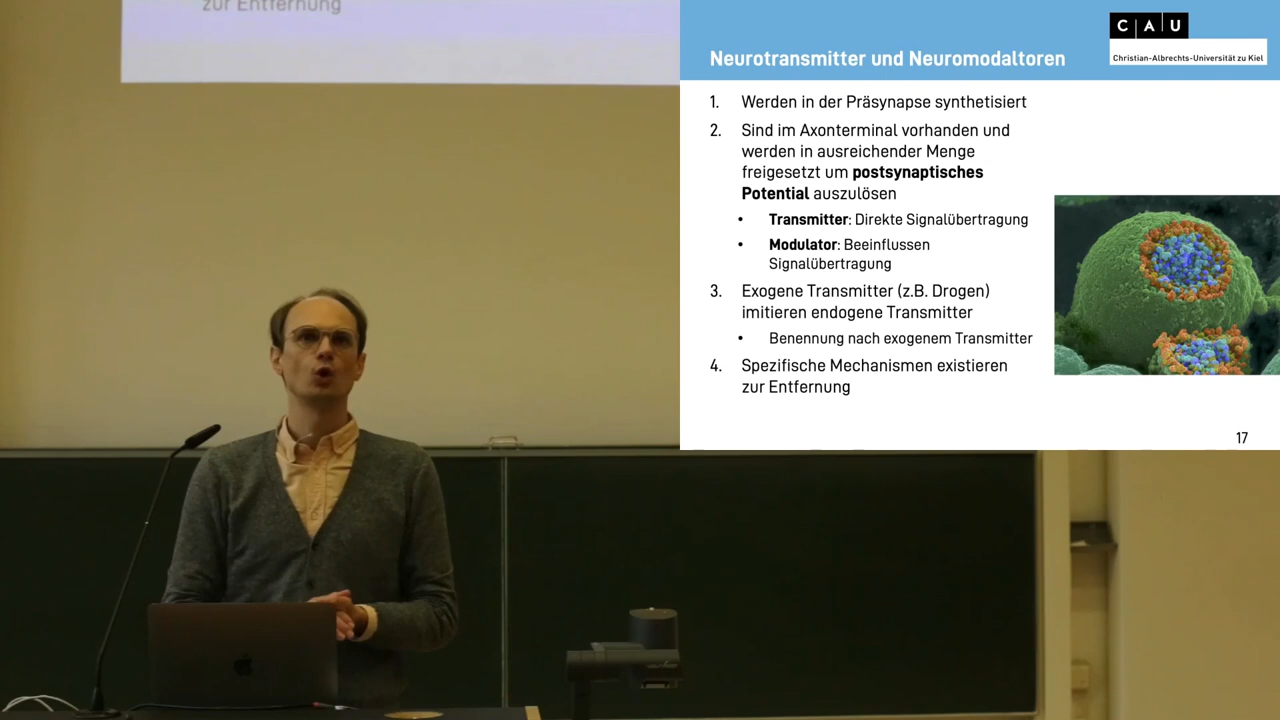 zur Entfernung
Neurotransmitter und Neuromodaltoren
C A U
Christian-Albrechts-Universität zu Kiel
1. Werden in der Präsynapse synthetisiert
2. Sind im Axonterminal vorhanden und
werden in ausreichender Menge
freigesetzt um postsynaptisches
Potential auszulösen
• Transmitter: Direkte Signalübertragung
• Modulator: Beeinflussen
Signalübertragung
3. Exogene Transmitter (z.B. Drogen)
imitieren endogene Transmitter
• Benennung nach exogenem Transmitter
4. Spezifische Mechanismen existieren
zur Entfernung
17